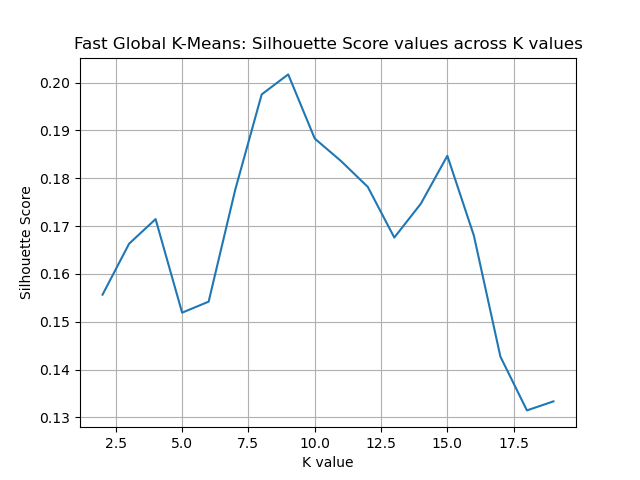 Fast Global K-Means: Silhouette Score values across K values
Silhouette Score
0.20
0.19
0.18
0.17
0.16
0.15
0.14
0.13
2.5 5.0 7.5 10.0 12.5 15.0 17.5
K value